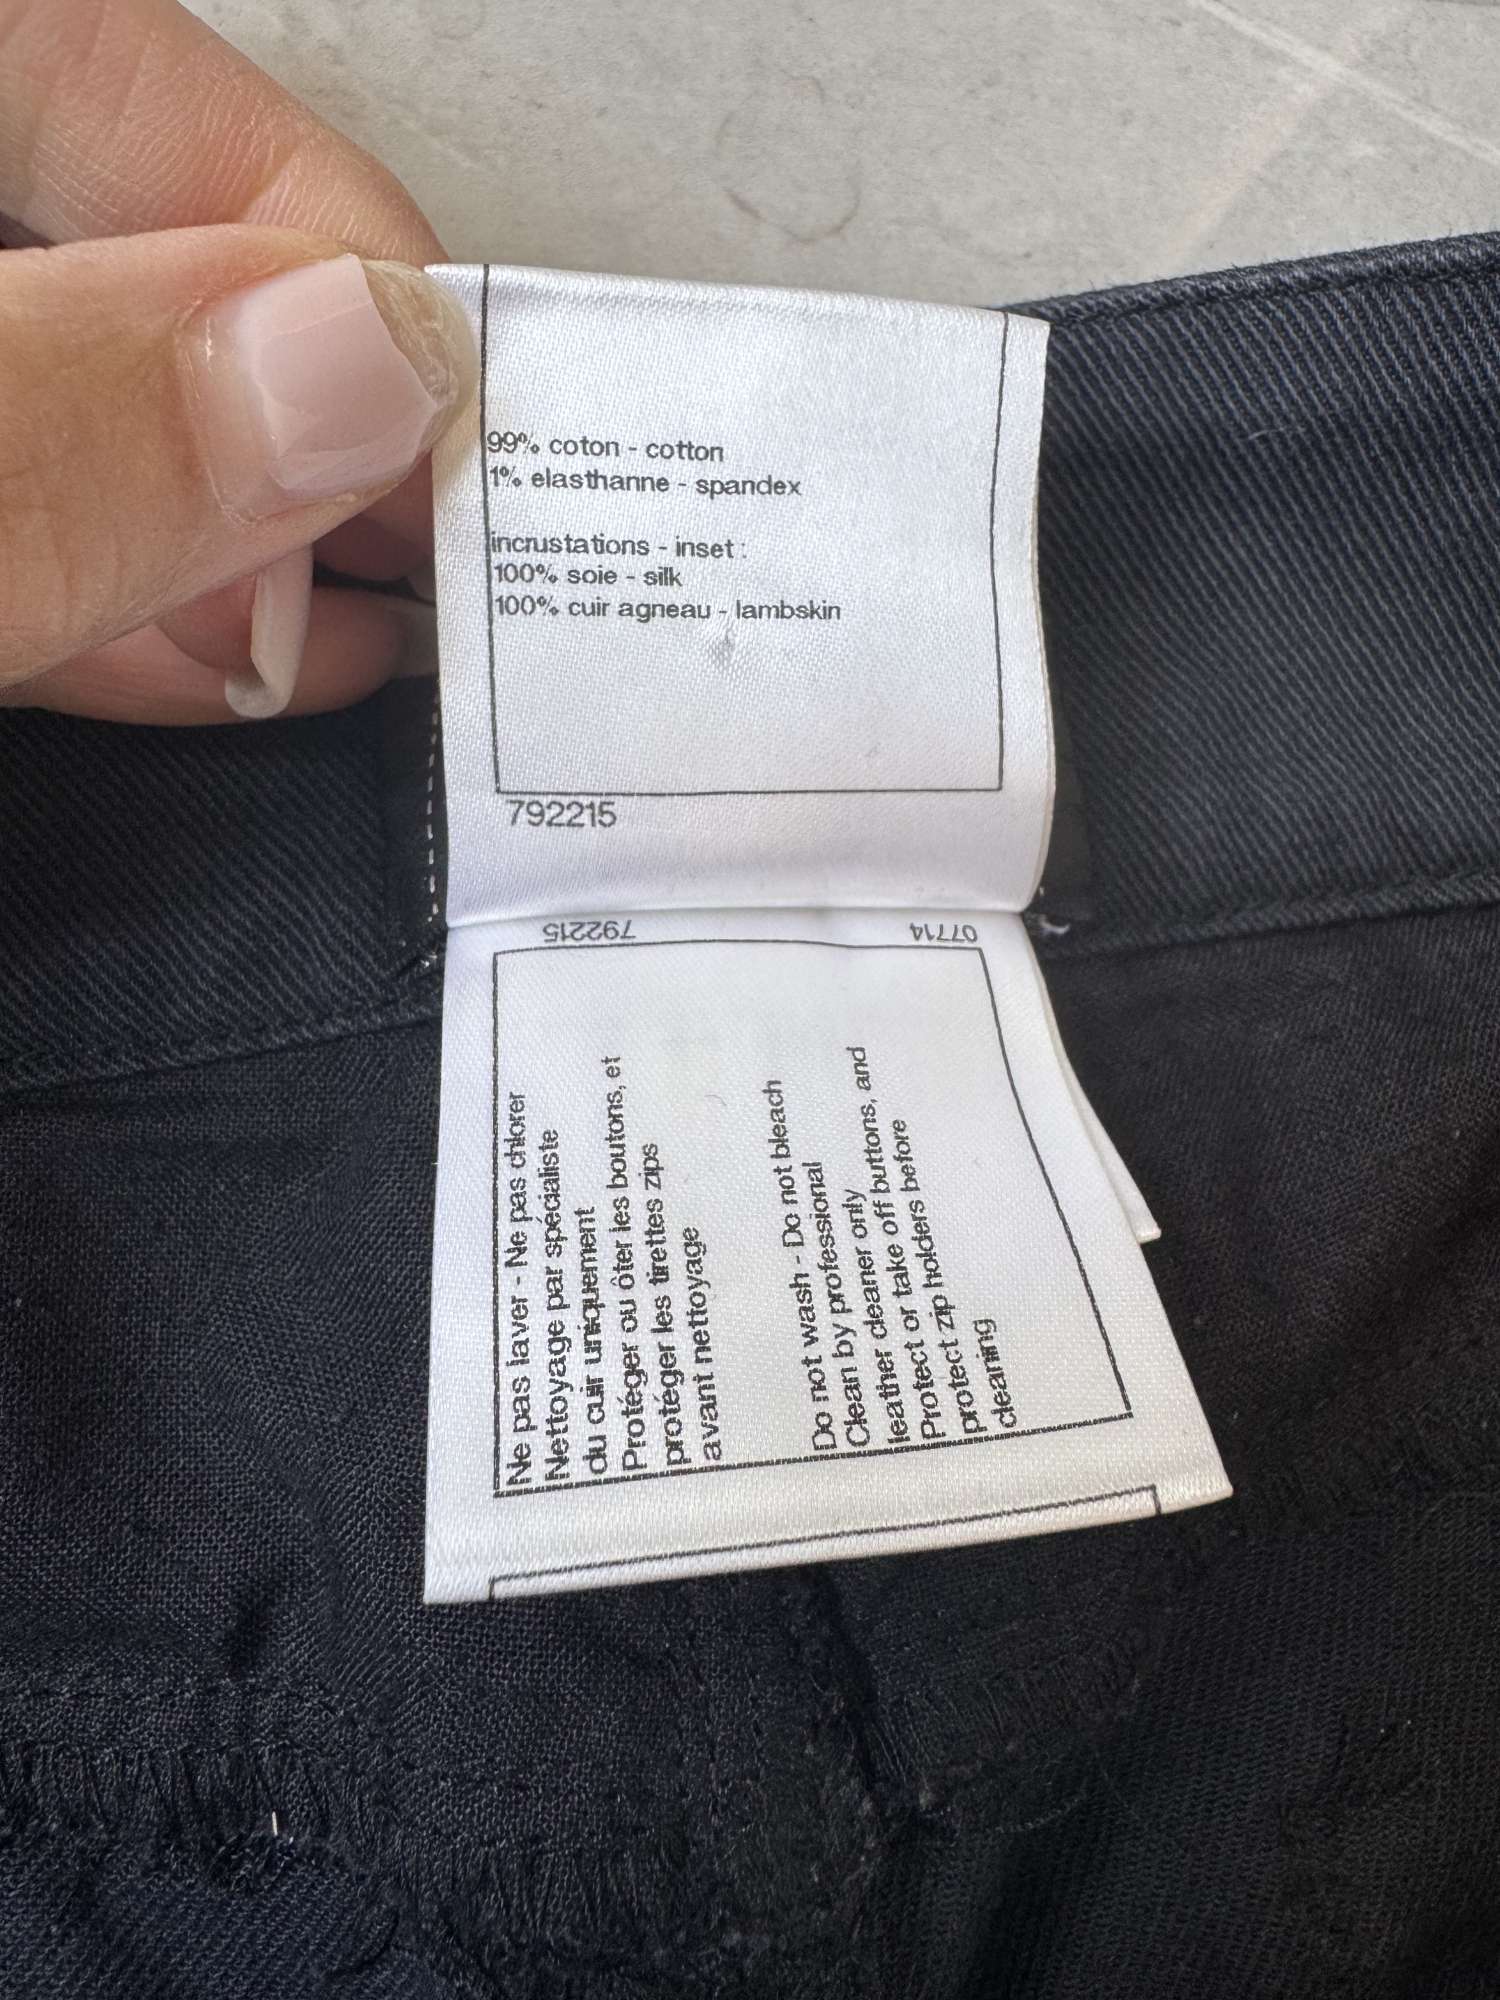 99% coton - cotton
1% elasthanne - spandex
incrustations - inset :
100% soie - silk
100% cuir agneau - lambskin
792215
792215
07714
Ne pas laver - Ne pas chlorer
Nettoyage par spécialiste
du cuir uniquement
Protéger ou ôter les boutons, et
protéger les tirettes zips
avant nettoyage
Do not wash - Do not bleach
Clean by professional
leather cleaner only
Protect or take off buttons, and
protect zip holders before
cleaning